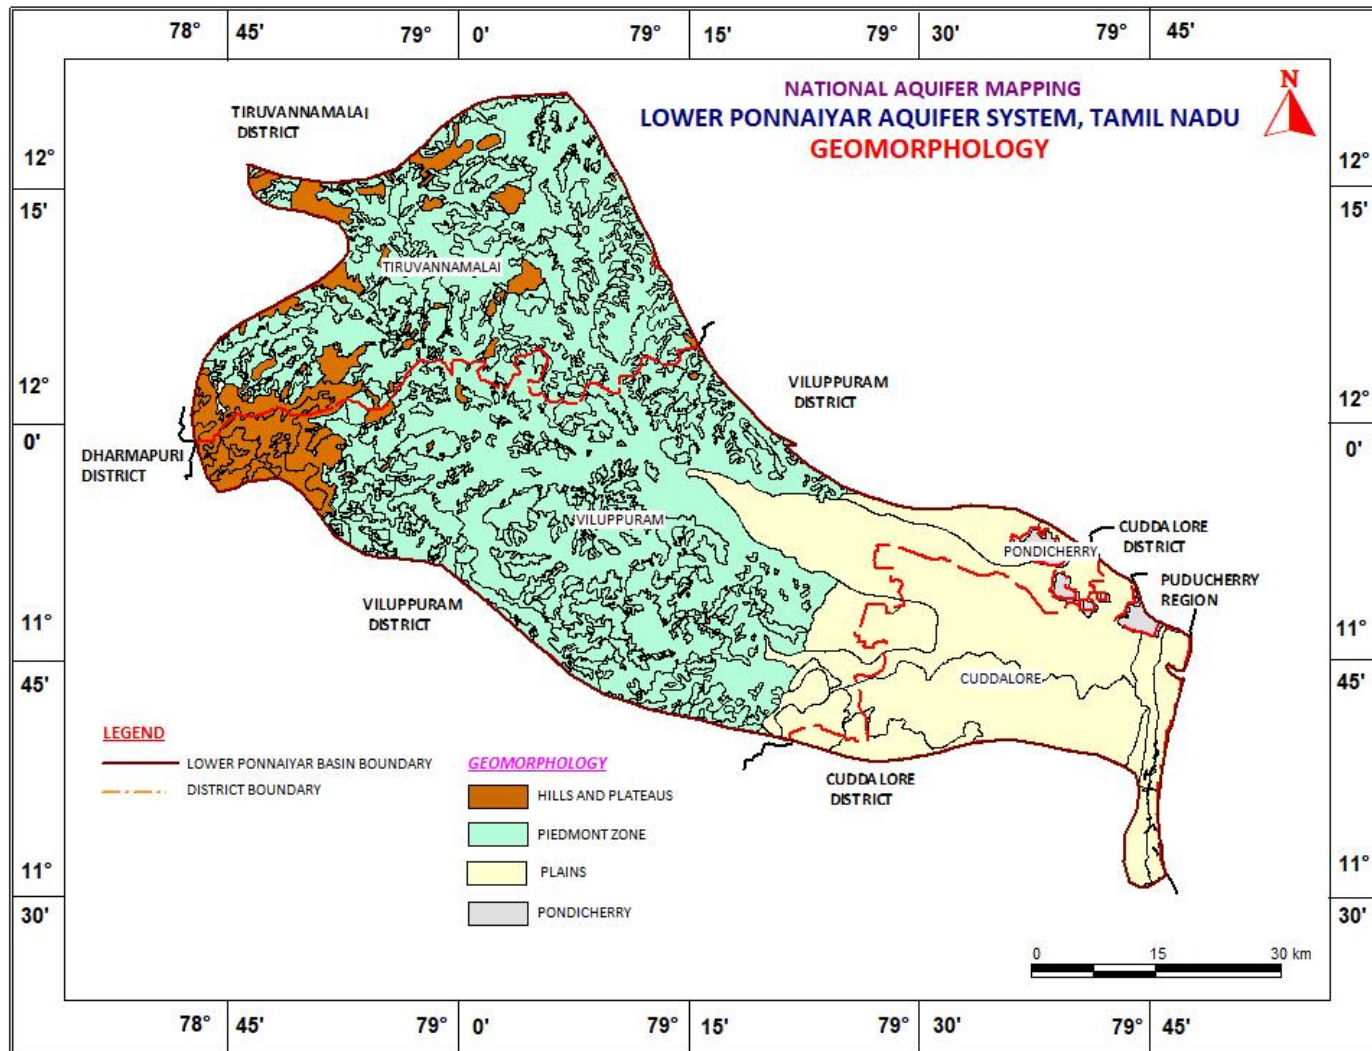 78° 45' 79° 0' 79° 15' 79° 30' 79° 45'
NATIONAL AQUIFER MAPPING
LOWER PONNAIYAR AQUIFER SYSTEM, TAMIL NADU
GEOMORPHOLOGY
N
TIRUVANNAMALAI
DISTRICT
12°
15'
12°
15'
TIRUVANNAMALAI
12°
0'
12°
0'
VILUPPURAM
DISTRICT
DHARMAPURI
DISTRICT
VILUPPURAM
CUDDALORE
DISTRICT
PONDICHERRY
PUDUCHERRY
REGION
VILUPPURAM
DISTRICT
11°
45'
11°
45'
CUDDALORE
CUDDALORE
DISTRICT
LEGEND
LOWER PONNAIYAR BASIN BOUNDARY
DISTRICT BOUNDARY
GEOMORPHOLOGY
HILLS AND PLATEAUS
PIEDMONT ZONE
PLAINS
PONDICHERRY
11°
30'
11°
30'
0 15 30 km
78° 45' 79° 0' 79° 15' 79° 30' 79° 45'